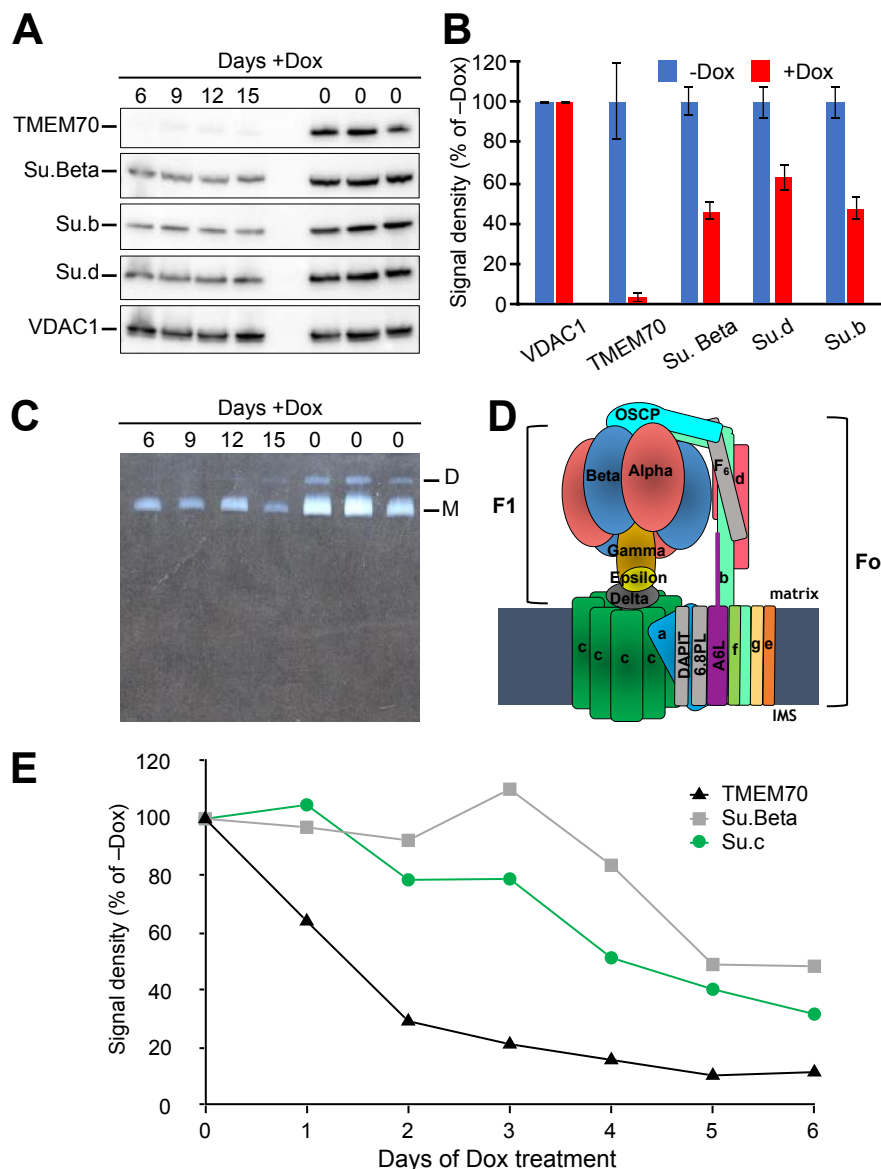 A
Days +Dox
6 9 12 15 0 0 0
TMEM70
Su.Beta
Su.b
Su.d
VDAC1
B
-Dox +Dox
Signal density (% of –Dox)
120
100
80
60
40
20
0
VDAC1 TMEM70 Su. Beta Su.d Su.b
C
Days +Dox
6 9 12 15 0 0 0
D
M
D
OSCP
F1
Beta Alpha F6 d
Gamma
Epsilon
Delta
b
Fo
matrix
c c c c a DAPIT 6.8PL A6L f g e
IMS
E
Signal density (% of –Dox)
120
100
80
60
40
20
0
TMEM70
Su.Beta
Su.c
0 1 2 3 4 5 6
Days of Dox treatment